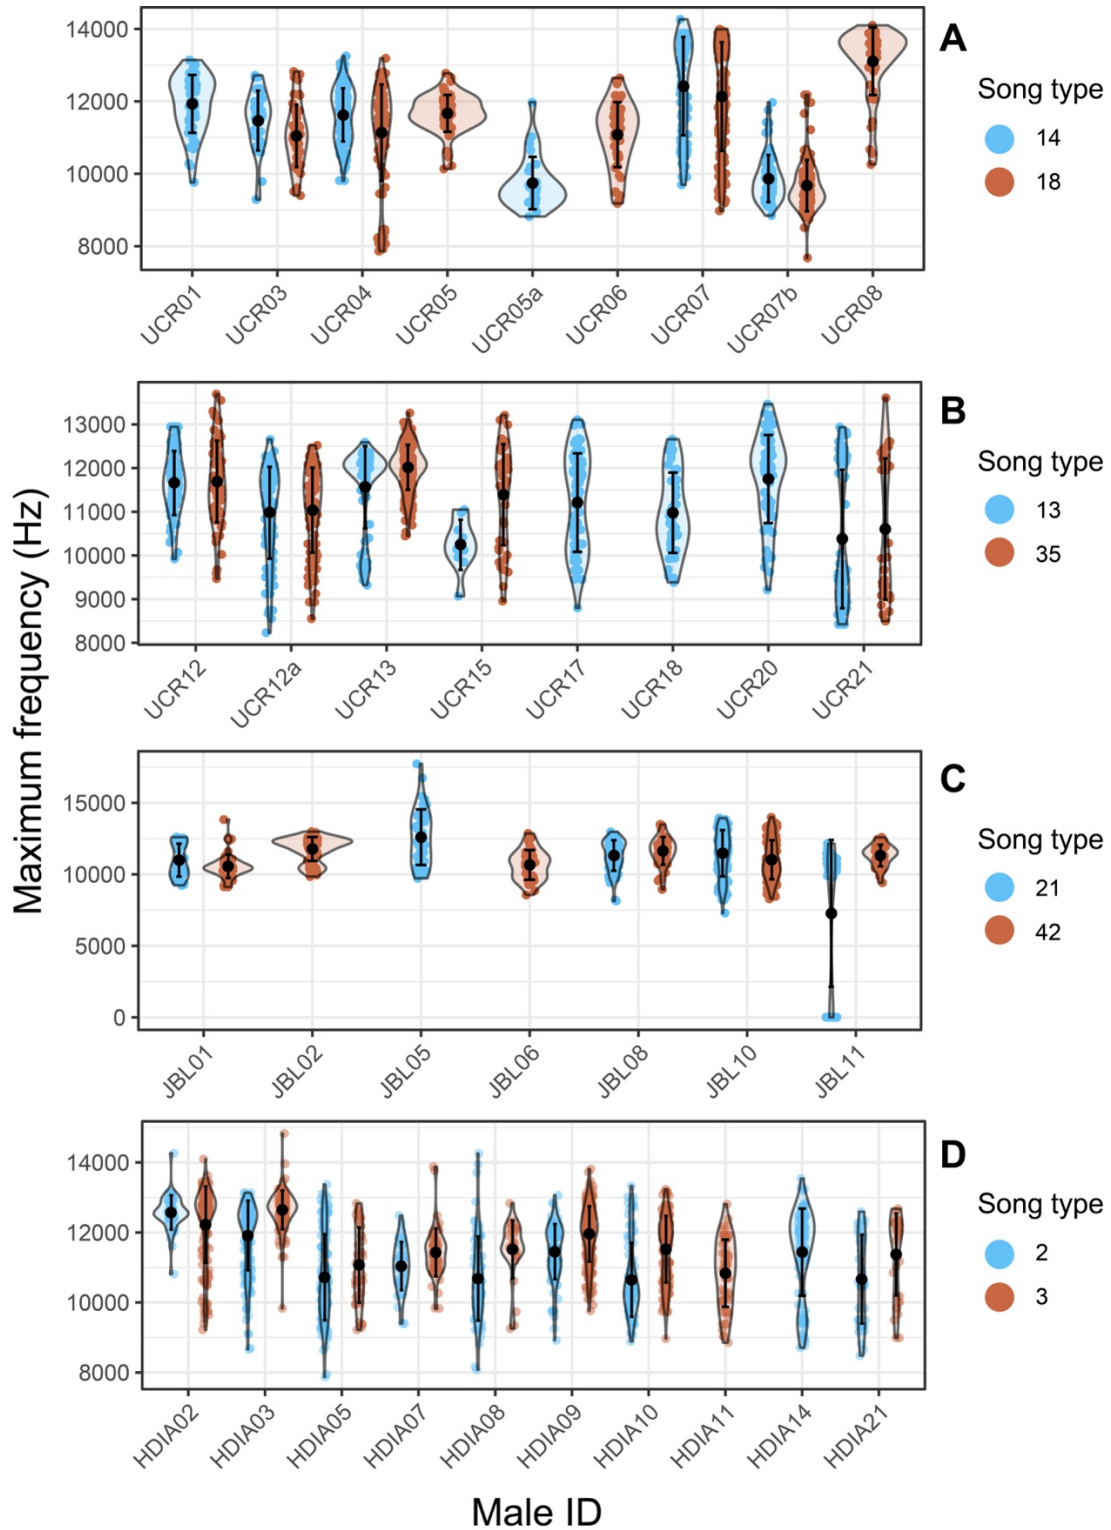 Maximum frequency (Hz)
A
14000
12000
10000
8000
UCR01 UCR03 UCR04 UCR05 UCR05a UCR06 UCR07 UCR07b UCR08
Song type
14
18
B
13000
12000
11000
10000
9000
8000
UCR12 UCR12a UCR13 UCR15 UCR17 UCR18 UCR20 UCR21
Song type
13
35
C
15000
10000
5000
0
JBL01 JBL02 JBL05 JBL06 JBL08 JBL10 JBL11
Song type
21
42
D
14000
12000
10000
8000
HDIA02 HDIA03 HDIA05 HDIA07 HDIA08 HDIA09 HDIA10 HDIA11 HDIA14 HDIA21
Song type
2
3
Male ID